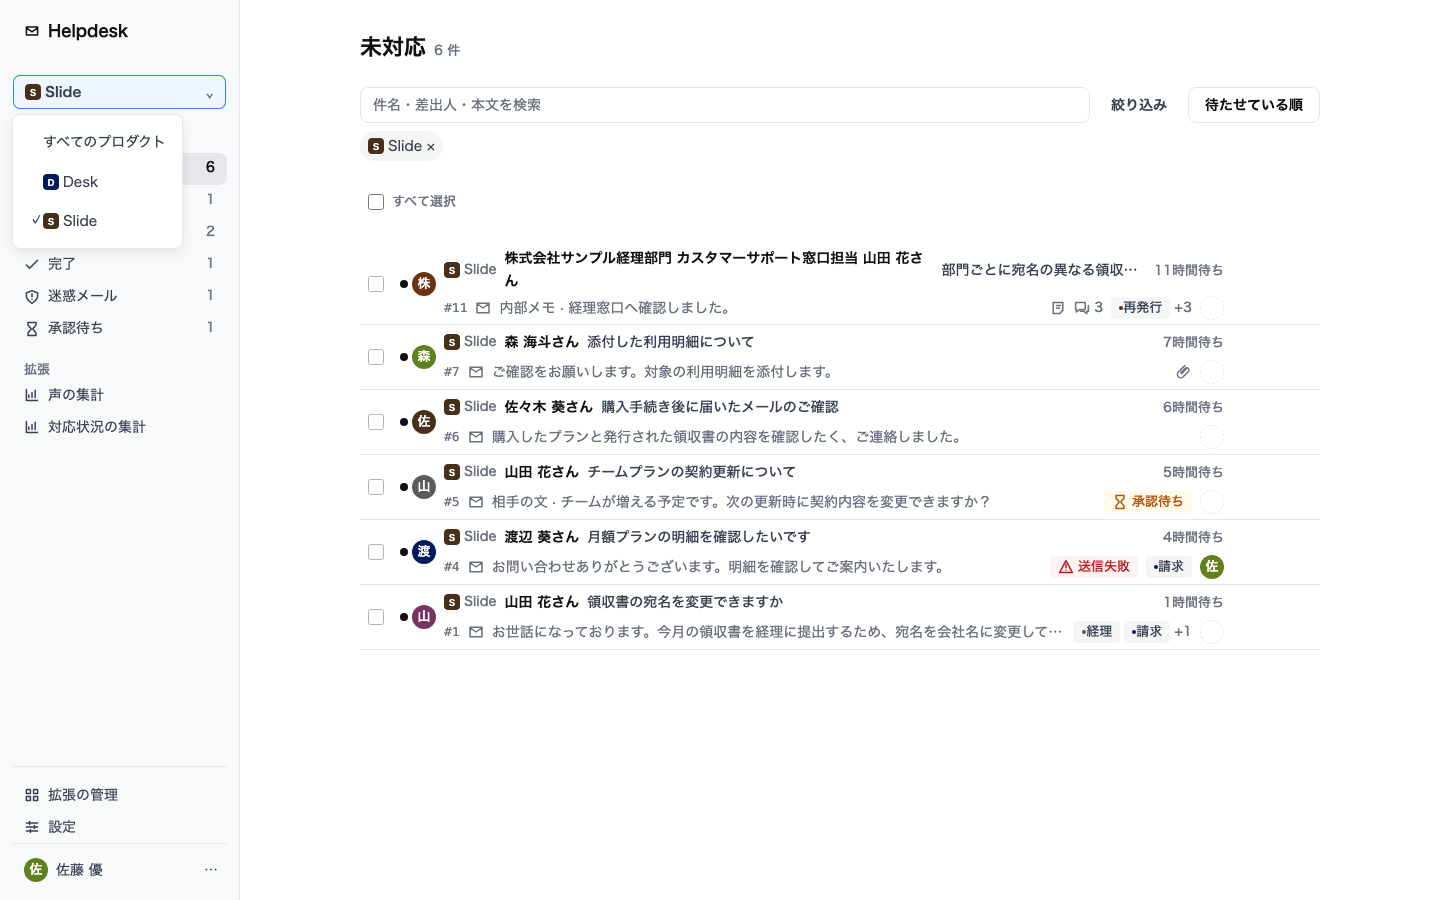 Helpdesk
S Slide
すべてのプロダクト
D Desk
✓ S Slide
6
1
2
完了 1
迷惑メール 1
承認待ち 1
拡張
声の集計
対応状況の集計
拡張の管理
設定
佐 佐藤 優 …
未対応 6 件
件名・差出人・本文を検索
絞り込み
待たせている順
S Slide ×
すべて選択
株 S Slide 株式会社サンプル経理部門 カスタマーサポート窓口担当 山田 花さ
ん
部門ごとに宛名の異なる領収… 11時間待ち
#11 内部メモ · 経理窓口へ確認しました。 3 •再発行 +3
森 S Slide 森 海斗さん 添付した利用明細について 7時間待ち
#7 ご確認をお願いします。対象の利用明細を添付します。
佐 S Slide 佐々木 葵さん 購入手続き後に届いたメールのご確認 6時間待ち
#6 購入したプランと発行された領収書の内容を確認したく、ご連絡しました。
山 S Slide 山田 花さん チームプランの契約更新について 5時間待ち
#5 相手の文 · チームが増える予定です。次の更新時に契約内容を変更できますか？ 承認待ち
渡 S Slide 渡辺 葵さん 月額プランの明細を確認したいです 4時間待ち
#4 お問い合わせありがとうございます。明細を確認してご案内いたします。 送信失敗 •請求 佐
山 S Slide 山田 花さん 領収書の宛名を変更できますか 1時間待ち
#1 お世話になっております。今月の領収書を経理に提出するため、宛名を会社名に変更して… •経理 •請求 +1